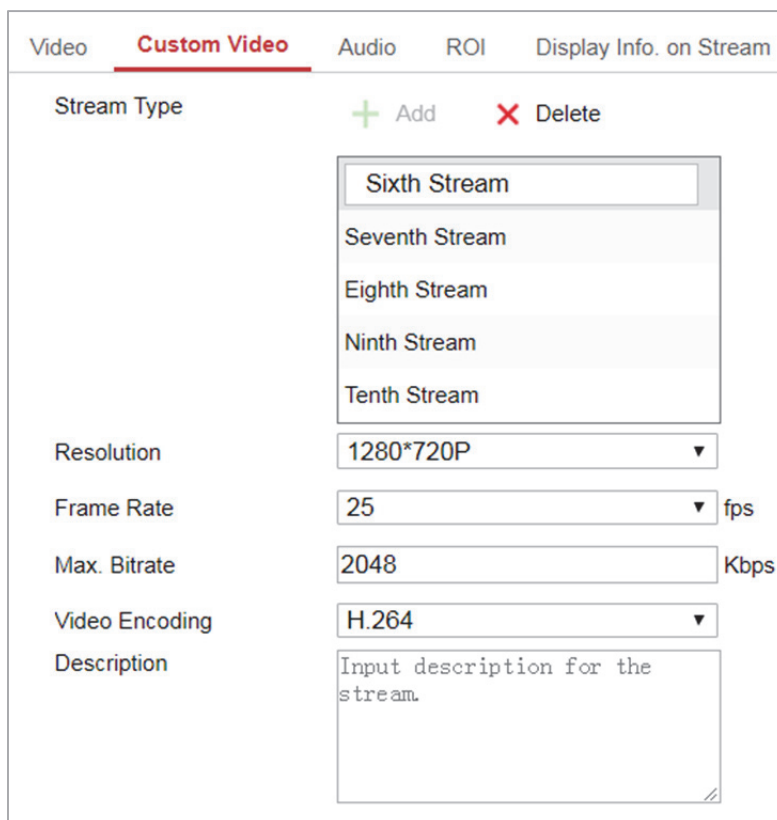 Video Custom Video Audio ROI Display Info. on Stream
Stream Type + Add × Delete
Sixth Stream
Seventh Stream
Eighth Stream
Ninth Stream
Tenth Stream
Resolution 1280*720P
Frame Rate 25 fps
Max. Bitrate 2048 Kbps
Video Encoding H.264
Description Input description for the
stream.